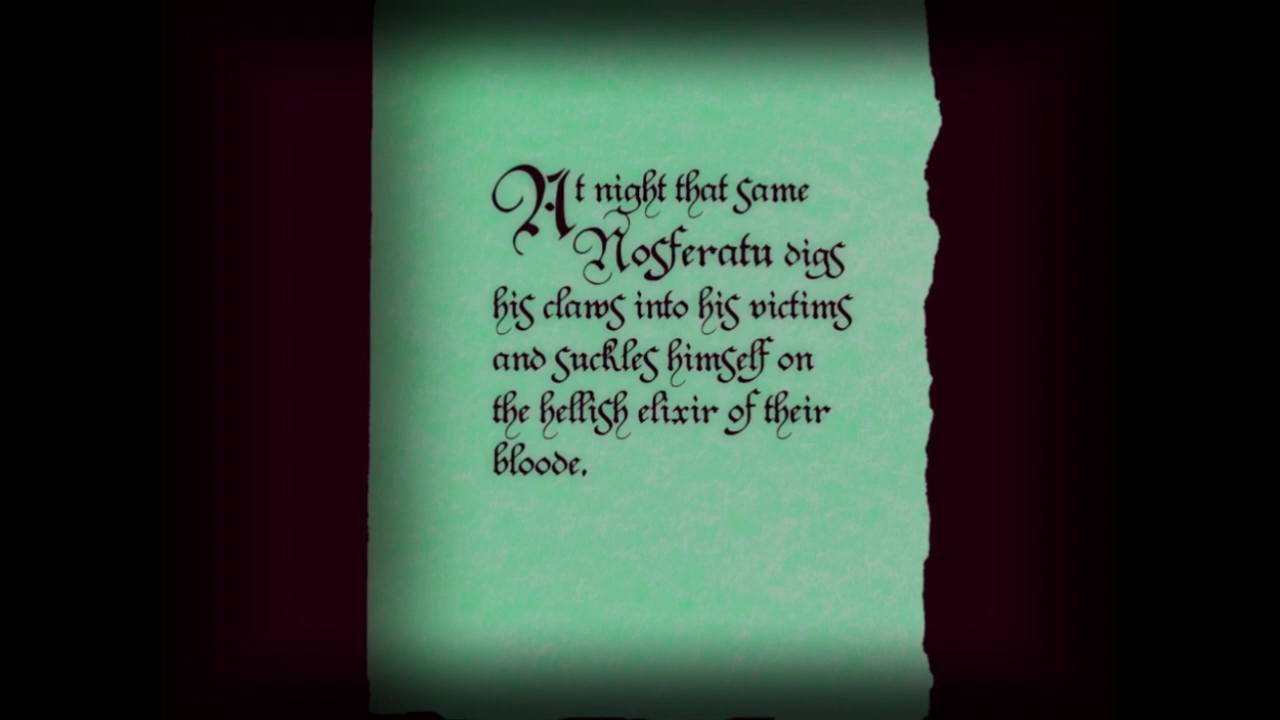 At night that same
Nosferatu digs
his claws into his victims
and suckles himself on
the hellish elixir of their
bloode.